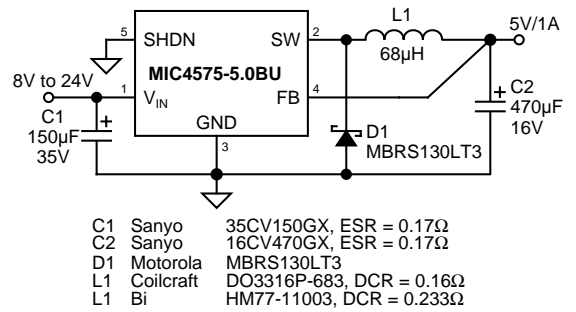 L1
5V/1A
5 SHDN SW 2
68µH
MIC4575-5.0BU
8V to 24V
C2
1 VIN FB 4
470µF
C1
16V
150µF
GND
D1
35V
3
MBRS130LT3
C1 Sanyo 35CV150GX, ESR = 0.17Ω
C2 Sanyo 16CV470GX, ESR = 0.17Ω
D1 Motorola MBRS130LT3
L1 Coilcraft DO3316P-683, DCR = 0.16Ω
L1 Bi HM77-11003, DCR = 0.233Ω